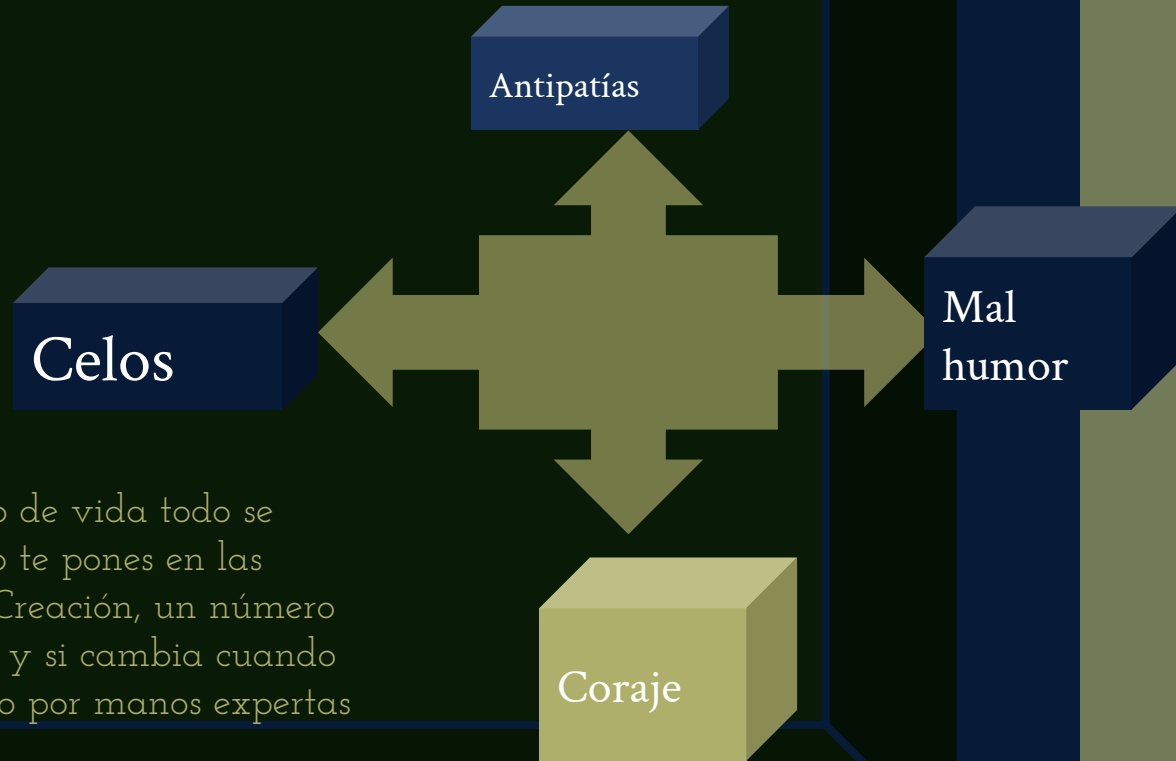 Antipatías
Celos
Mal
humor
o de vida todo se
o te pones en las
Creación, un número
y si cambia cuando
o por manos expertas
Coraje